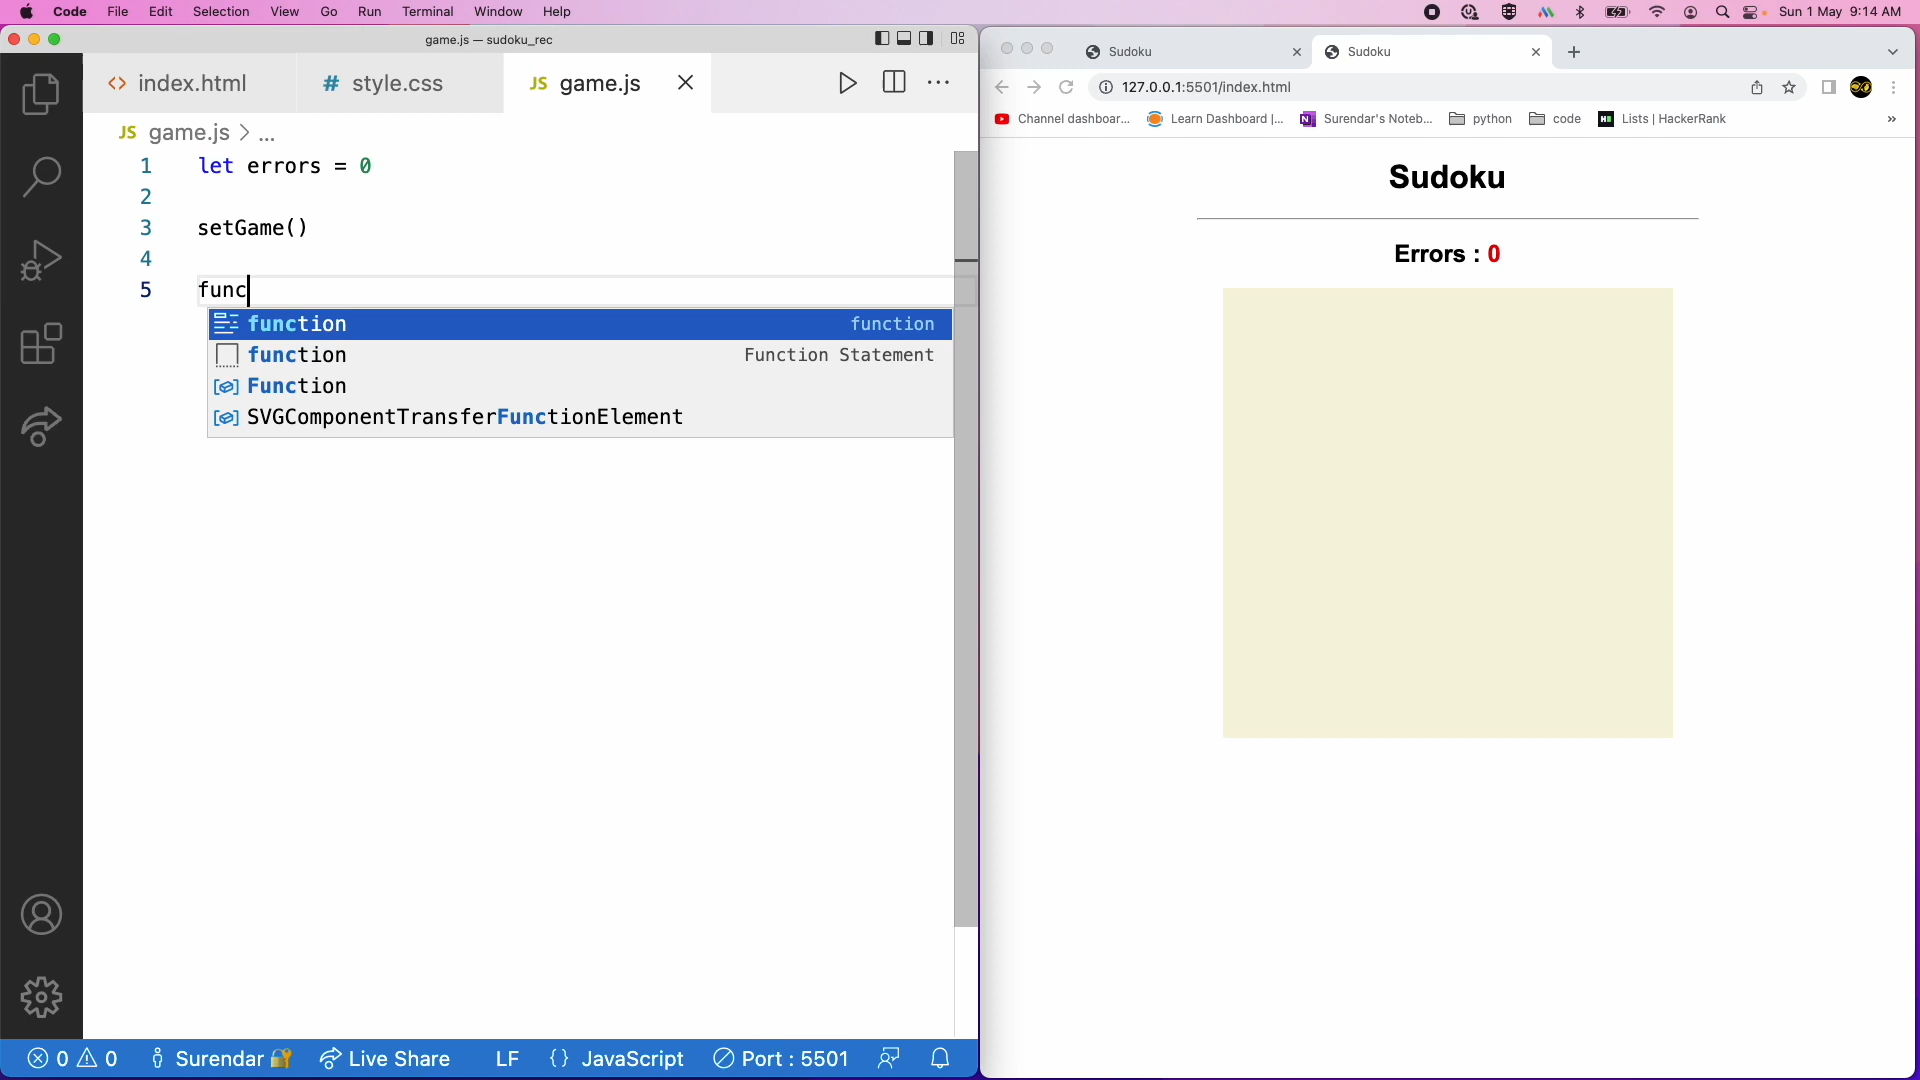 Code File Edit Selection View Go Run Terminal Window Help Sun 1 May 9:14 AM
game.js — sudoku_rec
<> index.html # style.css JS game.js
JS game.js > ...
1 let errors = 0
2
3 setGame()
4
5 func
function function
function Function Statement
Function
SVGComponentTransferFunctionElement
0 0 Surendar Live Share LF {} JavaScript Port : 5501
Sudoku Sudoku
127.0.0.1:5501/index.html
Channel dashboar... Learn Dashboard |... Surendar's Noteb... python code Lists | HackerRank »
Sudoku
Errors : 0